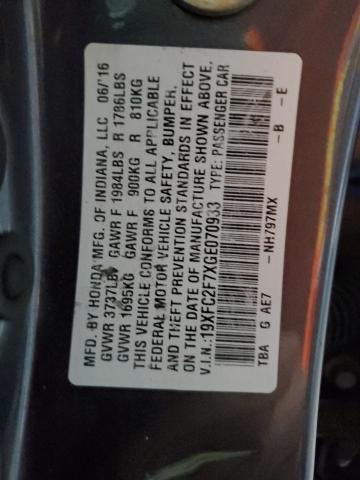 MFD. BY HONDA MFG. OF INDIANA, LLC 06/16
GVWR 3737LBS GAWR F 1984LBS R 1786LBS
GVWR 1695KG GAWR F 900KG R 810KG
THIS VEHICLE CONFORMS TO ALL APPLICABLE
FEDERAL MOTOR VEHICLE SAFETY, BUMPER,
AND THEFT PREVENTION STANDARDS IN EFFECT
ON THE DATE OF MANUFACTURE SHOWN ABOVE.
V.I.N.:19XFC2F7XGE070933 TYPE: PASSENGER CAR
TBA G AE7 -NH797MX -B -E